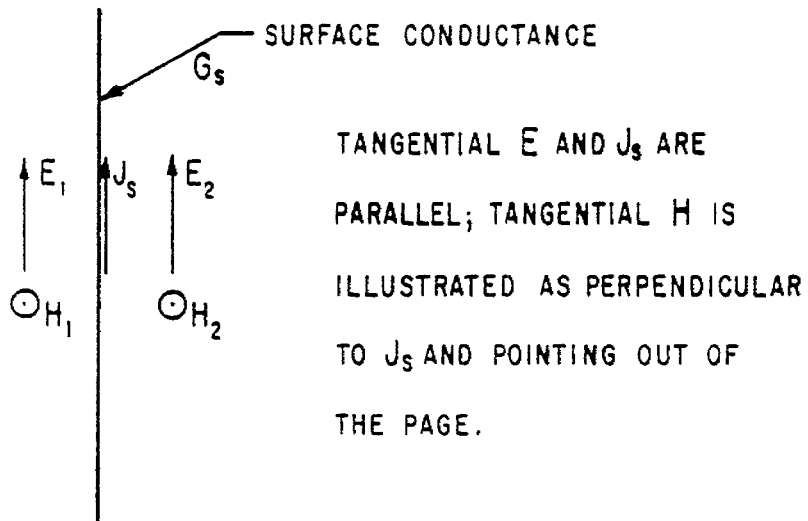 SURFACE CONDUCTANCE
Gs
TANGENTIAL E AND Js ARE
PARALLEL; TANGENTIAL H IS
ILLUSTRATED AS PERPENDICULAR
TO Js AND POINTING OUT OF
THE PAGE.
E1 Js E2
H1 H2